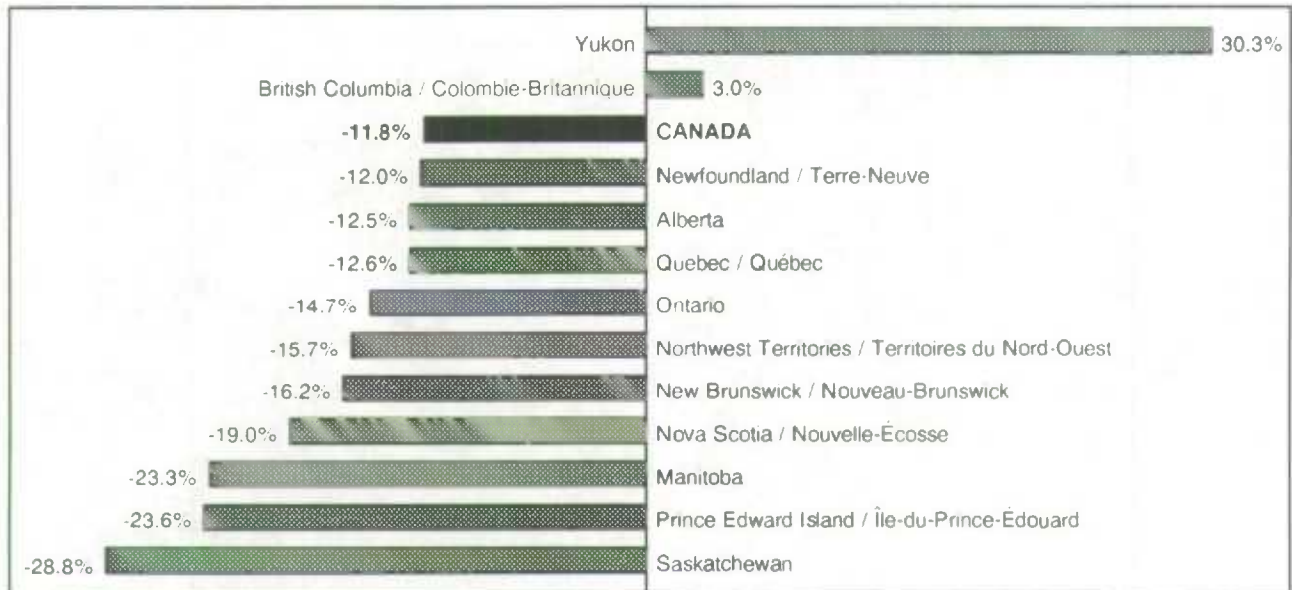 Yukon 30.3%
British Columbia / Colombie-Britannique 3.0%
-11.8% CANADA
-12.0% Newfoundland / Terre-Neuve
-12.5% Alberta
-12.6% Quebec / Québec
-14.7% Ontario
-15.7% Northwest Territories / Territoires du Nord-Ouest
-16.2% New Brunswick / Nouveau-Brunswick
-19.0% Nova Scotia / Nouvelle-Écosse
-23.3% Manitoba
-23.6% Prince Edward Island / Île-du-Prince-Édouard
-28.8% Saskatchewan